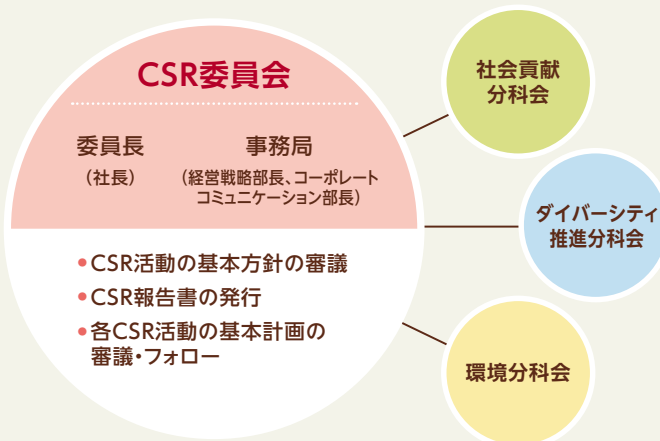 CSR委員会
委員長
(社長)
事務局
(経営戦略部長、コーポレート
コミュニケーション部長)
•CSR活動の基本方針の審議
•CSR報告書の発行
•各CSR活動の基本計画の
審議・フォロー
社会貢献
分科会
ダイバーシティ
推進分科会
環境分科会